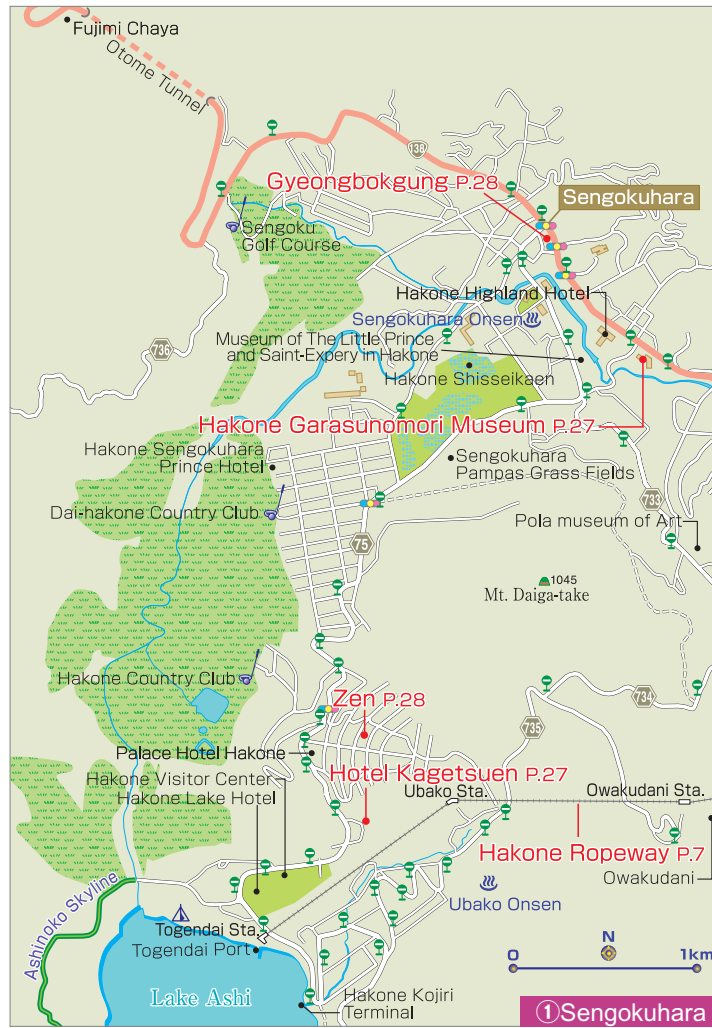 Fujimi Chaya
Otome Tunnel
138
Gyeongbokgung P.28
Sengokuhara
Sengoku
Golf Course
Hakone Highland Hotel
Sengokuhara Onsen
Museum of The Little Prince
and Saint-Expery in Hakone
736
Hakone Shisseikaen
Hakone Garasunomori Museum P.27
Hakone Sengokuhara
Prince Hotel
Sengokuhara
Pampas Grass Fields
733
Dai-hakone Country Club
Pola museum of Art
75
1045
Mt. Daiga-take
Hakone Country Club
Zen P.28
734
735
Palace Hotel Hakone
Hotel Kagetsuen P.27
Hakone Visitor Center
Ubako Sta.
Owakudani Sta.
Hakone Lake Hotel
Hakone Ropeway P.7
Owakudani
Ubako Onsen
Ashinoko Skyline
Togendai Sta.
Togendai Port
N
0
1km
Lake Ashi
Hakone Kojiri
Terminal
①Sengokuhara